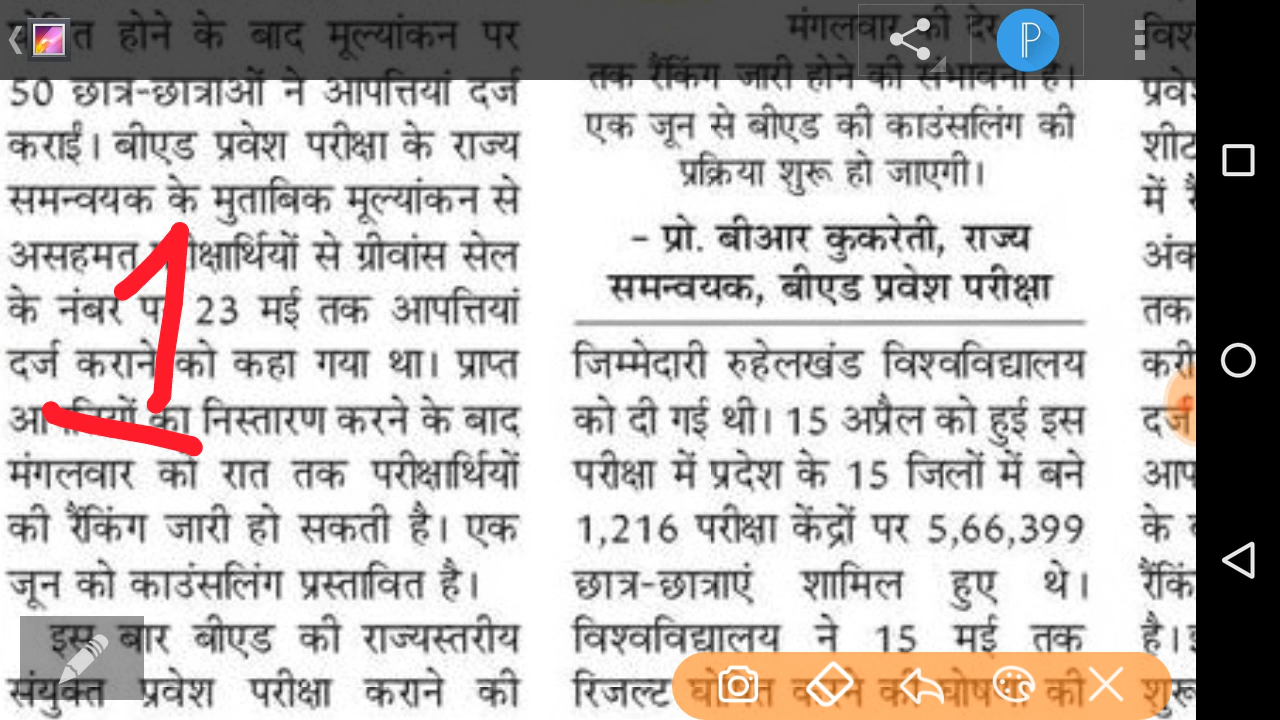 होने के बाद मूल्यांकन पर
50 छात्र-छात्राओं ने आपत्तियां दर्ज
कराईं। बीएड प्रवेश परीक्षा के राज्य
समन्वयक के मुताबिक मूल्यांकन से
असहमत परीक्षार्थियों से ग्रीवांस सेल
के नंबर पर 23 मई तक आपत्तियां
दर्ज कराने को कहा गया था। प्राप्त
आपत्तियों का निस्तारण करने के बाद
मंगलवार को रात तक परीक्षार्थियों
की रैंकिंग जारी हो सकती है। एक
जून को काउंसलिंग प्रस्तावित है।
इस बार बीएड की राज्यस्तरीय
संयुक्त प्रवेश परीक्षा कराने की
1
मंगलवार की देर
तक रैंकिंग जारी होने की संभावना है।
एक जून से बीएड की काउंसलिंग की
प्रक्रिया शुरू हो जाएगी।
– प्रो. बीआर कुकरेती, राज्य
समन्वयक, बीएड प्रवेश परीक्षा
जिम्मेदारी रुहेलखंड विश्वविद्यालय
को दी गई थी। 15 अप्रैल को हुई इस
परीक्षा में प्रदेश के 15 जिलों में बने
1,216 परीक्षा केंद्रों पर 5,66,399
छात्र-छात्राएं शामिल हुए थे।
विश्वविद्यालय ने 15 मई तक
रिजल्ट घोषित करने की घोषणा की
में
तक
के
है।